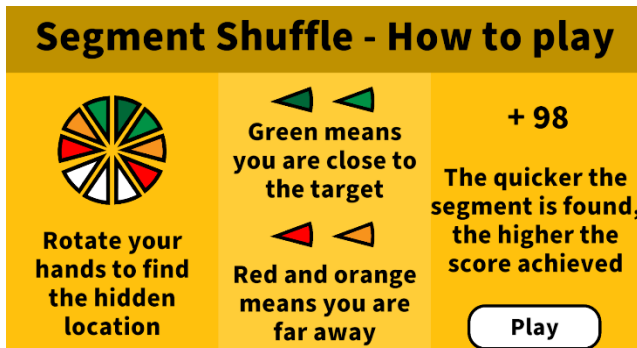 Segment Shuffle - How to play
Rotate your
hands to find
the hidden
location
Green means
you are close to
the target
Red and orange
means you are
far away
+ 98
The quicker the
segment is found,
the higher the
score achieved
Play